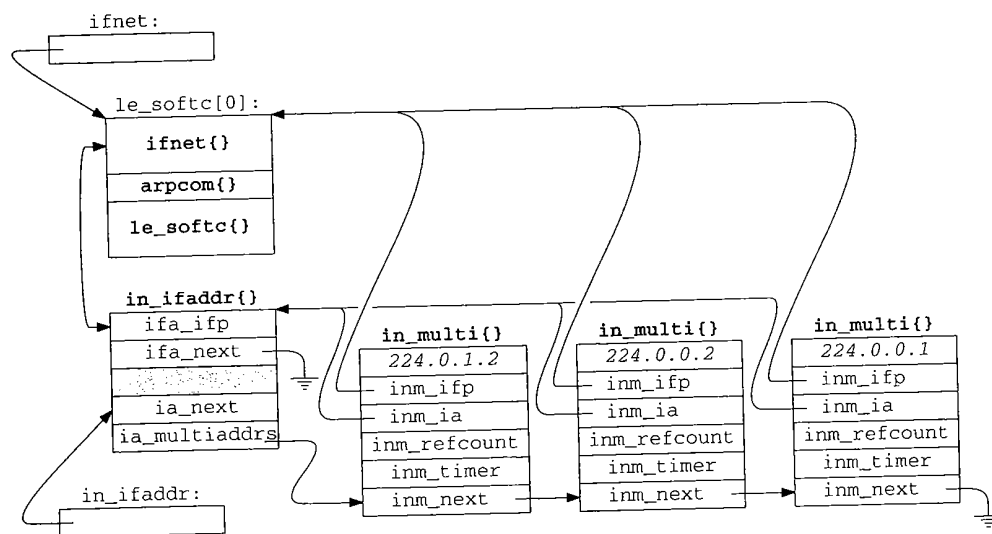 ifnet:
le_softc[0]:
ifnet{}
arpcom{}
le_softc{}
in_ifaddr{}
ifa_ifp
ifa_next
ia_next
ia_multiaddrs
in_ifaddr:
in_multi{}
224.0.1.2
inm_ifp
inm_ia
inm_refcount
inm_timer
inm_next
in_multi{}
224.0.0.2
inm_ifp
inm_ia
inm_refcount
inm_timer
inm_next
in_multi{}
224.0.0.1
inm_ifp
inm_ia
inm_refcount
inm_timer
inm_next